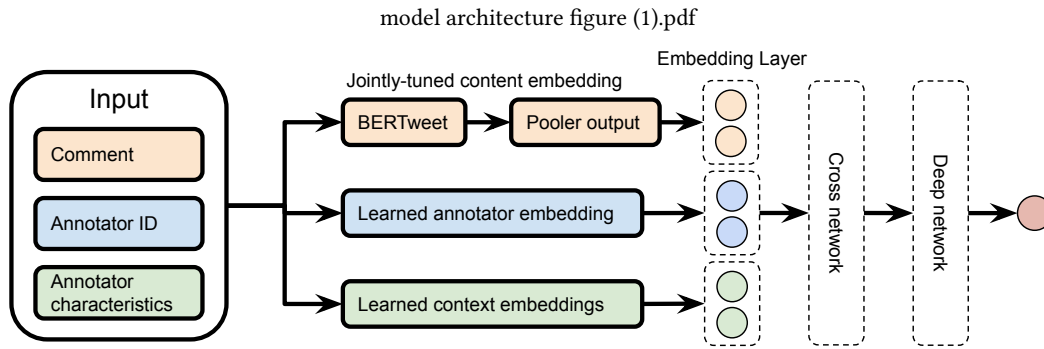 model architecture figure (1).pdf
Embedding Layer
Input
Jointly-tuned content embedding
Comment
BERTweet
Pooler output
Annotator ID
Learned annotator embedding
Annotator
characteristics
Learned context embeddings
Cross network
Deep network